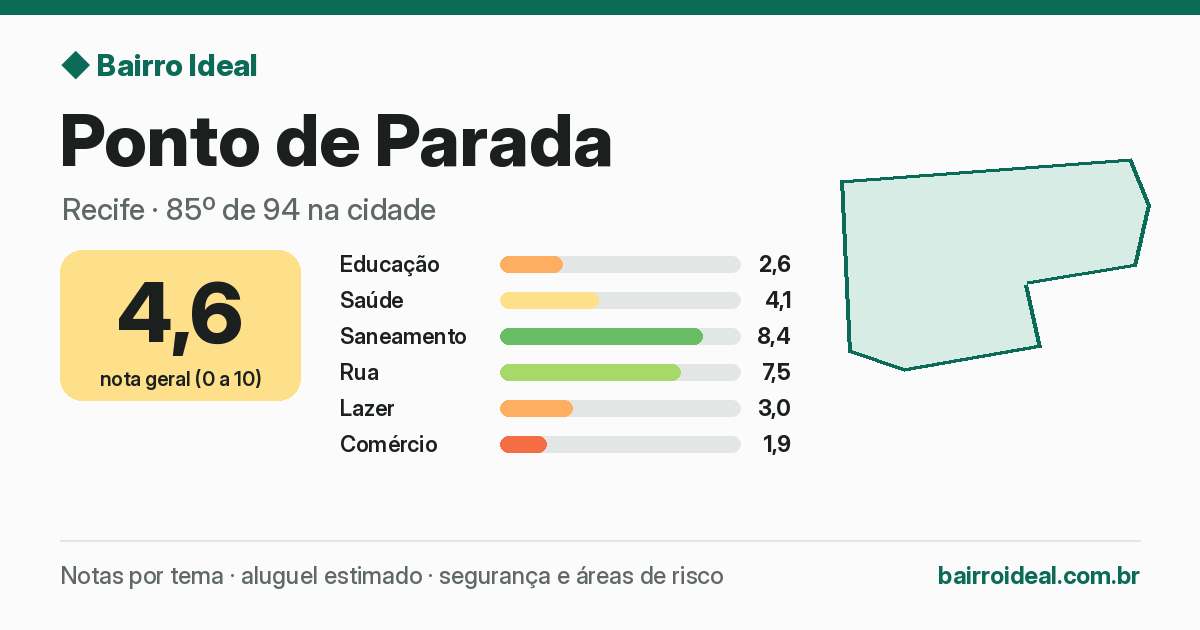 Bairro Ideal
Ponto de Parada
Recife · 85º de 94 na cidade
4,6
nota geral (0 a 10)
Educação 2,6
Saúde 4,1
Saneamento 8,4
Rua 7,5
Lazer 3,0
Comércio 1,9
Notas por tema · aluguel estimado · segurança e áreas de risco
bairroideal.com.br